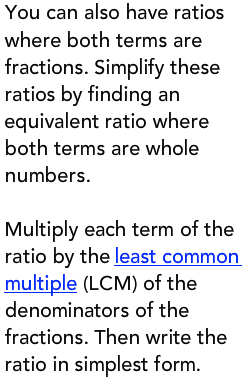 You can also have ratios
where both terms are
fractions. Simplify these
ratios by finding an
equivalent ratio where
both terms are whole
numbers.
Multiply each term of the
ratio by the least common
multiple (LCM) of the
denominators of the
fractions. Then write the
ratio in simplest form.